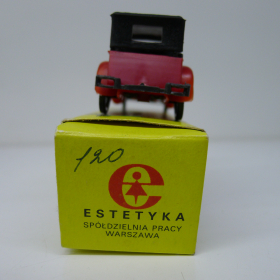 120
e
ESTETYKA
SPÓŁDZIELNIA PRACY
WARSZAWA